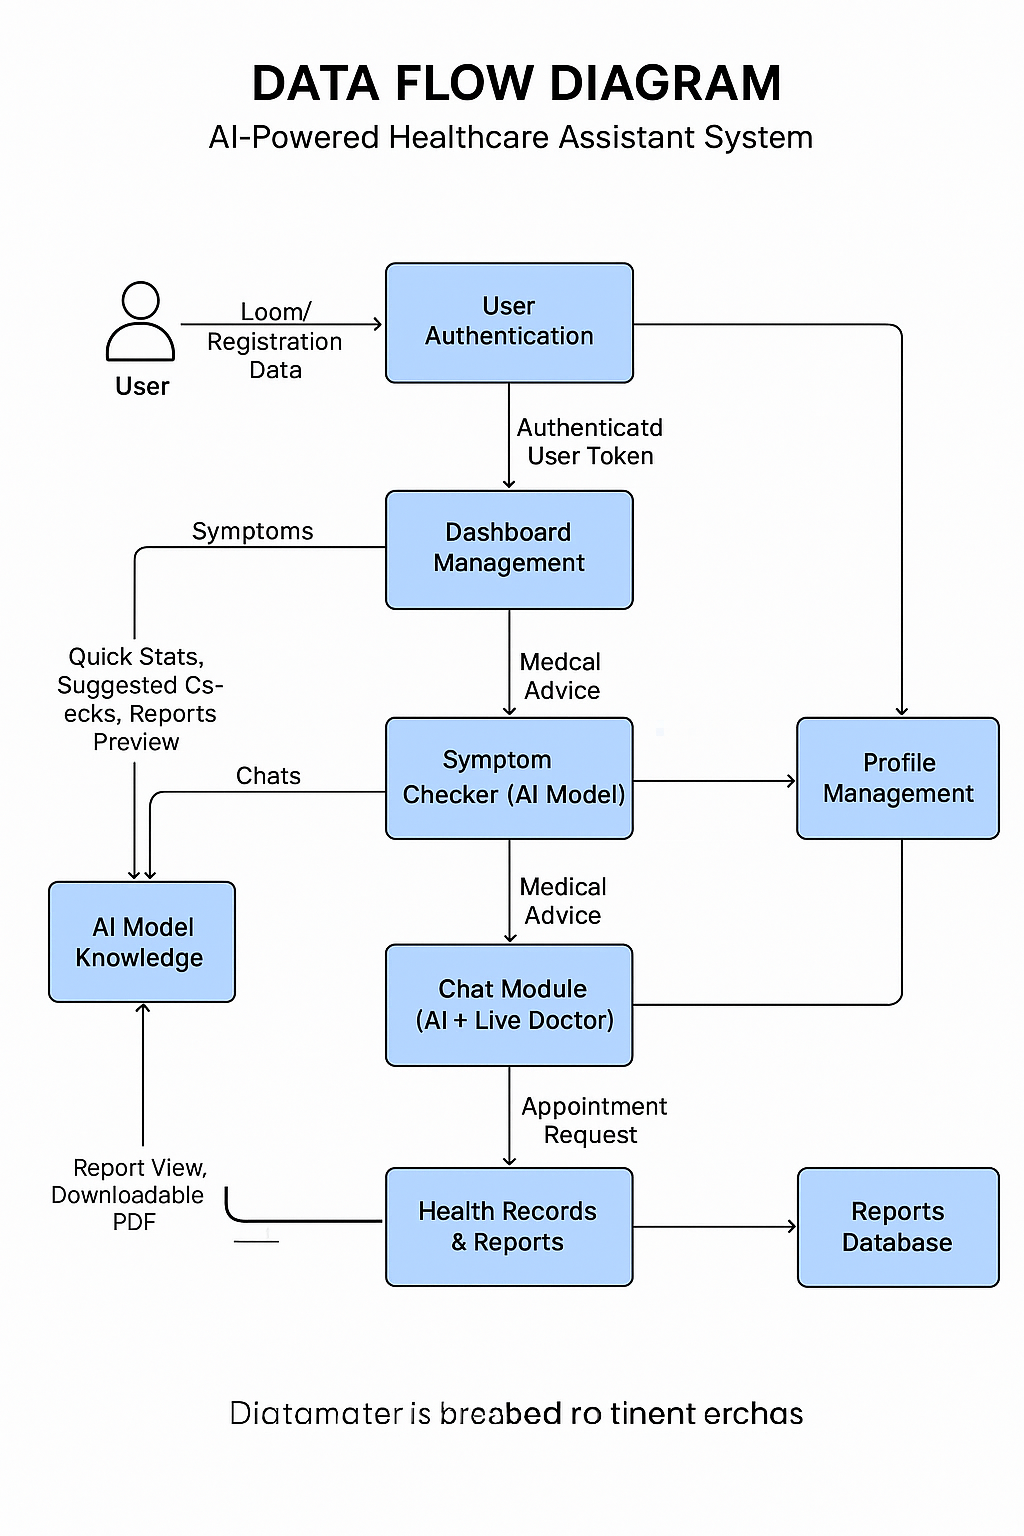 DATA FLOW DIAGRAM
AI-Powered Healthcare Assistant System
Loom/
Registration
Data
User
User
Authentication
Authenticatd
User Token
Symptoms
Dashboard
Management
Quick Stats,
Suggested Cs-
ecks, Reports
Preview
Medcal
Advice
Chats
Symptom
Checker (AI Model)
Profile
Management
AI Model
Knowledge
Medical
Advice
Chat Module
(AI + Live Doctor)
Appointment
Request
Report View,
Downloadable
PDF
Health Records
& Reports
Reports
Database
Diatamater is breabed ro tinent erchas